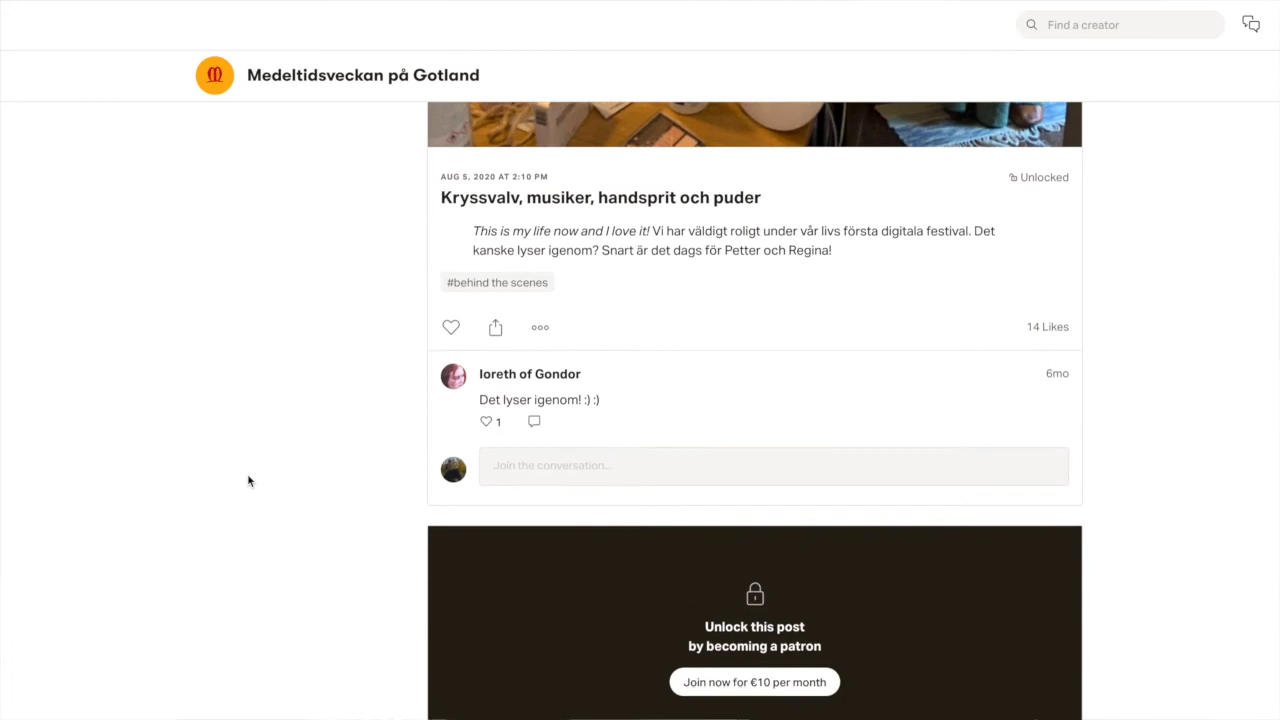 Find a creator
Medeltidsveckan på Gotland
AUG 5, 2020 AT 2:10 PM
Unlocked
Kryssvalv, musiker, handsprit och puder
This is my life now and I love it! Vi har väldigt roligt under vår livs första digitala festival. Det
kanske lyser igenom? Snart är det dags för Petter och Regina!
#behind the scenes
14 Likes
Ioreth of Gondor
6mo
Det lyser igenom! :) :)
1
Join the conversation...
Unlock this post
by becoming a patron
Join now for €10 per month